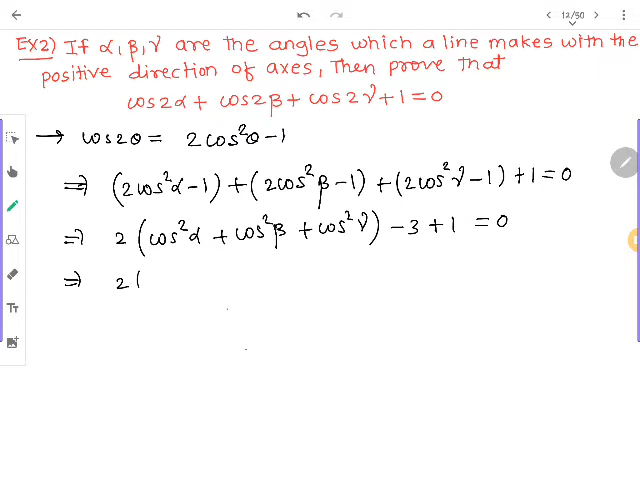 12/50
Ex2) If α, β, γ are the angles which a line makes with the
positive direction of axes, Then prove that
cos2α + cos2β + cos2γ + 1 = 0
→ cos2θ = 2cos²θ - 1
⇒ (2cos²α - 1) + (2cos²β - 1) + (2cos²γ - 1) + 1 = 0
⇒ 2 (cos²α + cos²β + cos²γ) - 3 + 1 = 0
⇒ 2(
Tт